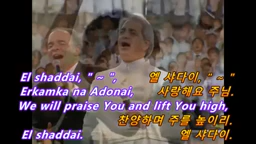 El shaddai, " ~ ", 엘 샤다이, " ~ "
Erkamka na Adonai, 사랑해요 주님.
We will praise You and lift You high,
찬양하며 주를 높이리.
El shaddai. 엘 샤다이.